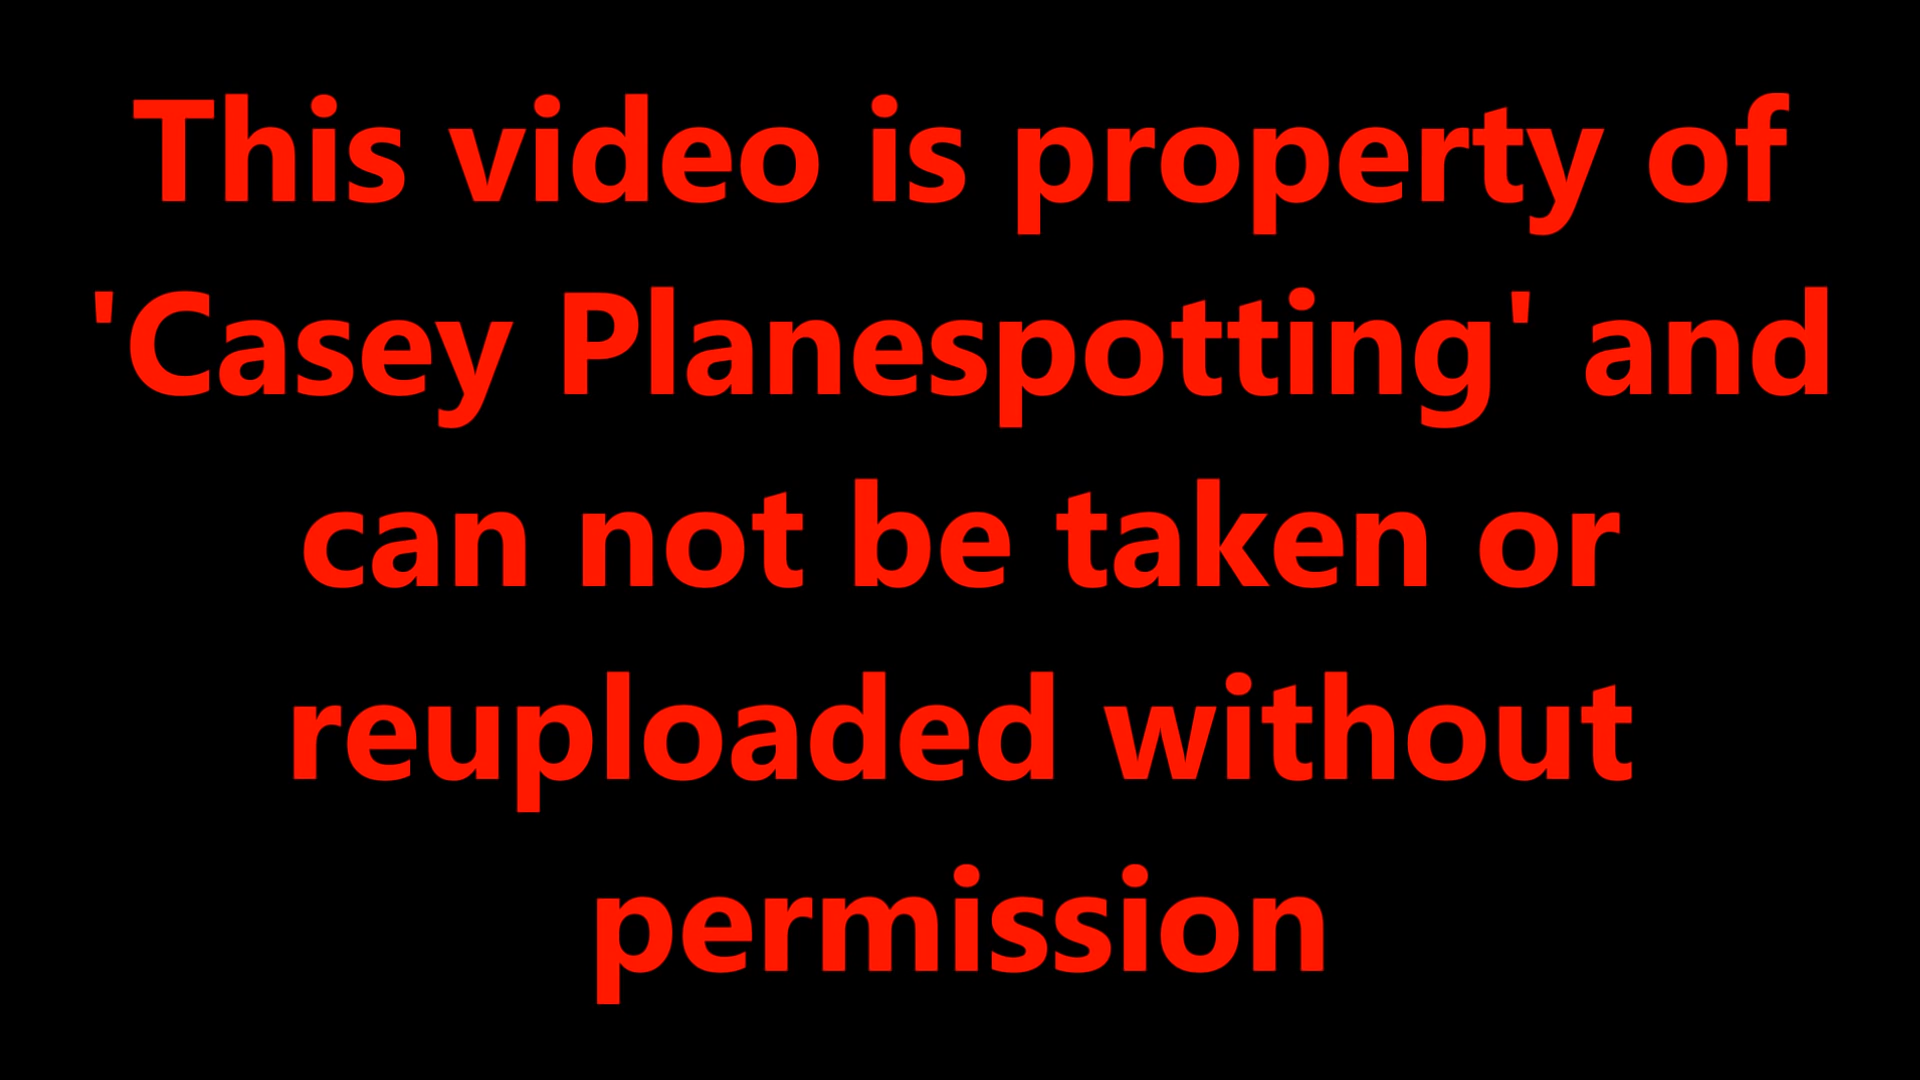 This video is property of
'Casey Planespotting' and
can not be taken or
reuploaded without
permission